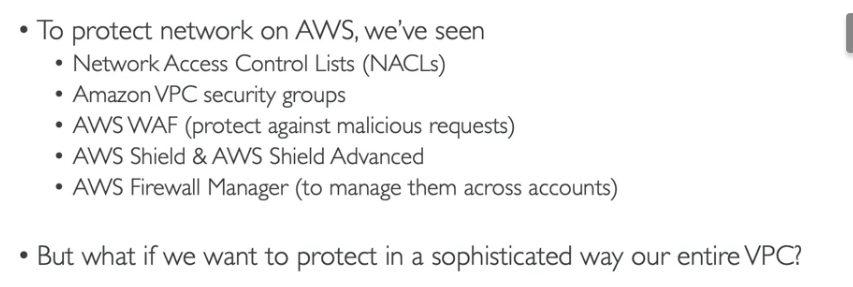 • To protect network on AWS, we've seen
• Network Access Control Lists (NACLs)
• Amazon VPC security groups
• AWS WAF (protect against malicious requests)
• AWS Shield & AWS Shield Advanced
• AWS Firewall Manager (to manage them across accounts)
• But what if we want to protect in a sophisticated way our entire VPC?